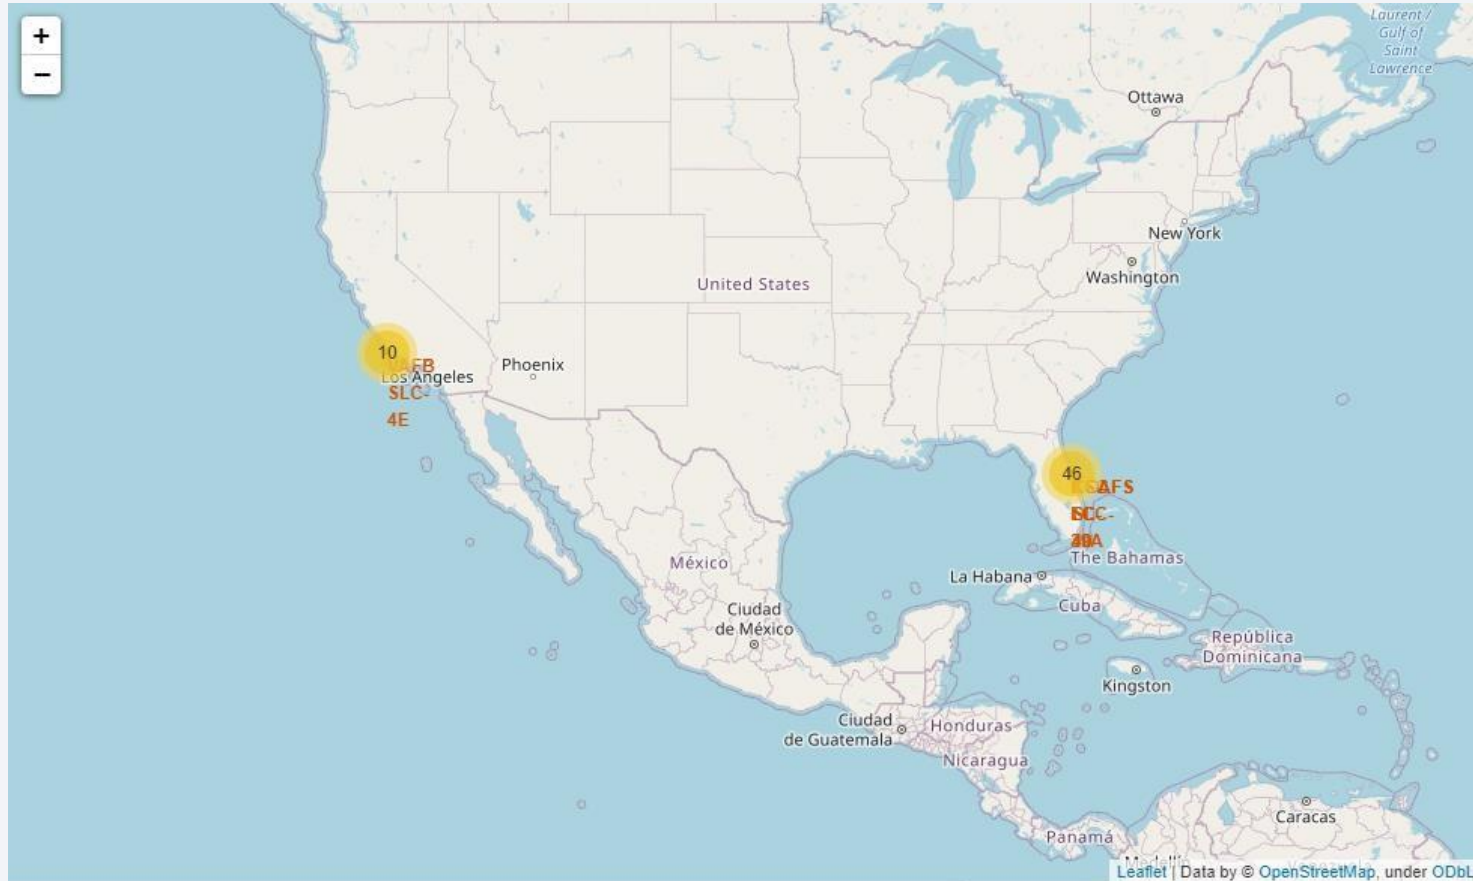 +
−
Laurent /
Gulf of
Saint
Lawrence
Ottawa
New York
Washington
United States
10
Phoenix
Los Angeles
SLC-
4E
46
The Bahamas
México
La Habana
Cuba
Ciudad
de México
República
Dominicana
Kingston
Ciudad
de Guatemala
Honduras
Nicaragua
Caracas
Panamá
Leaflet | Data by © OpenStreetMap, under ODbL